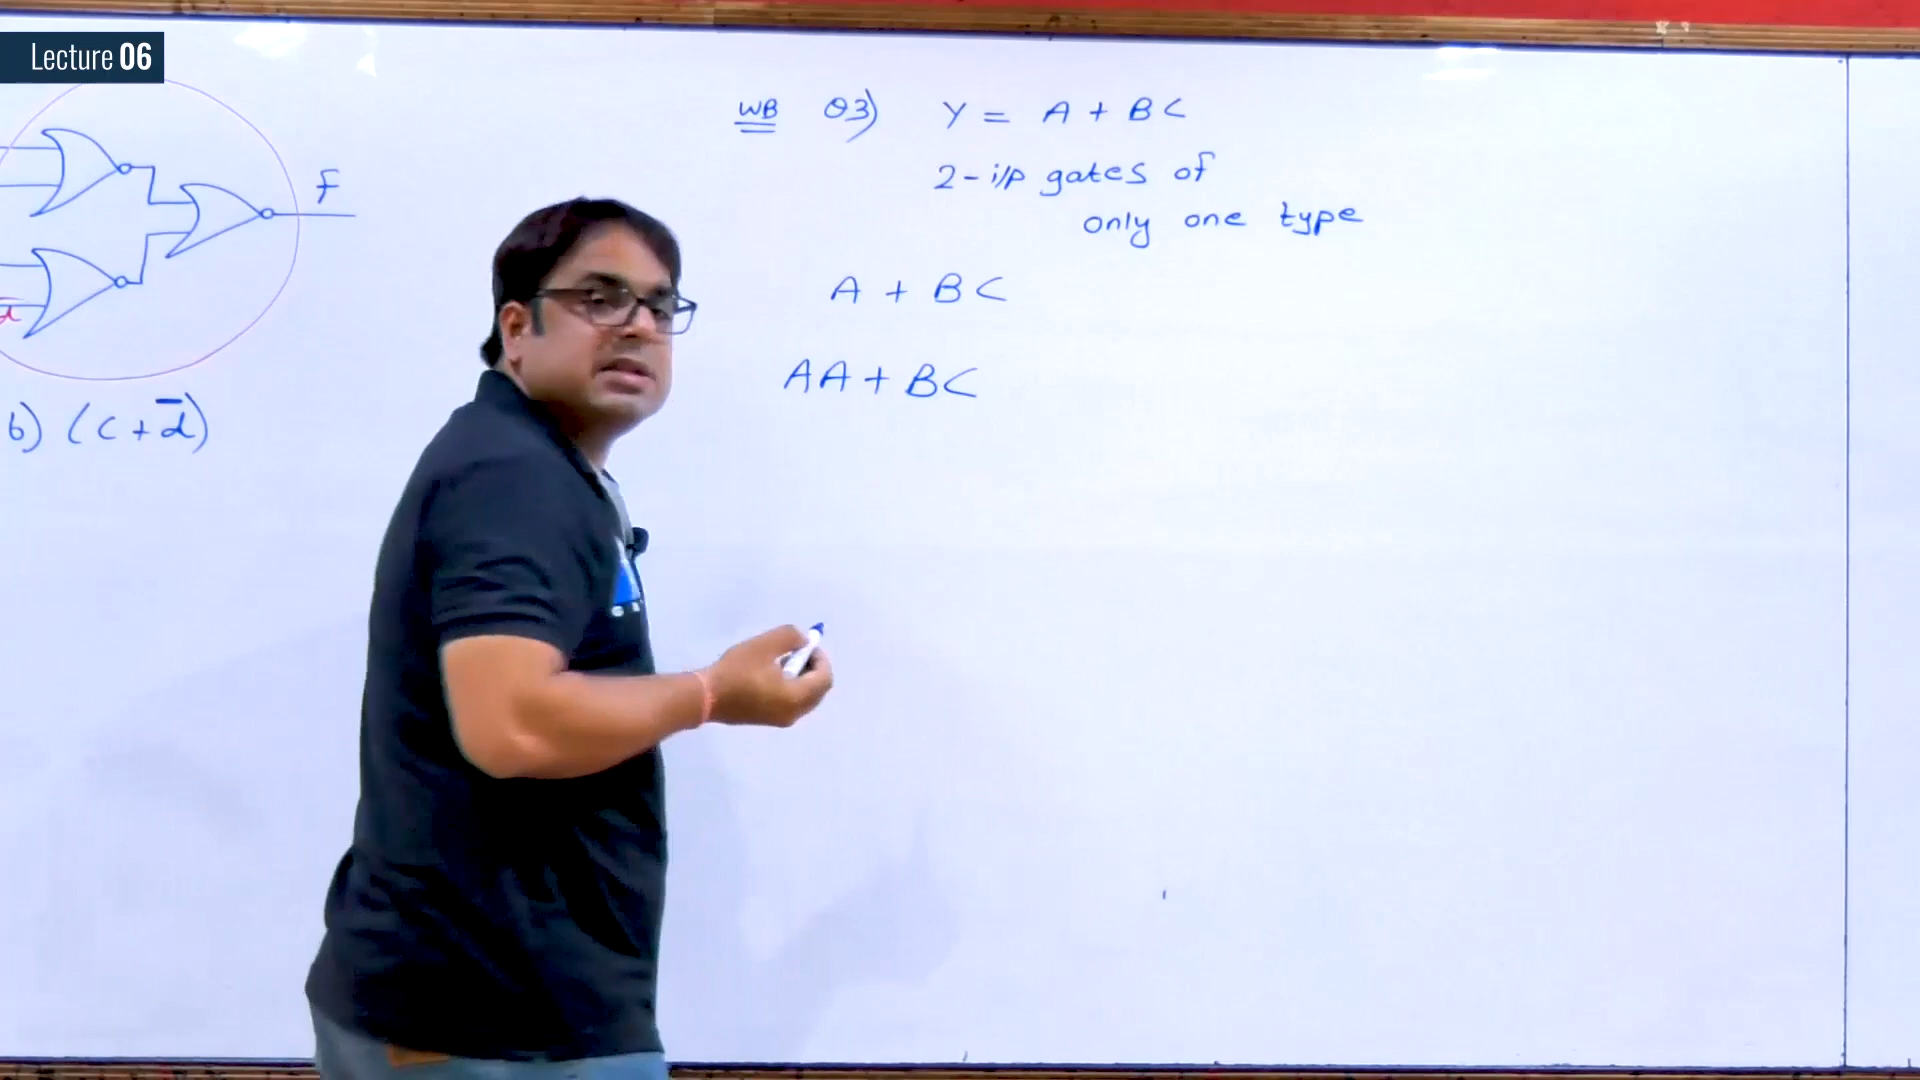 Lecture 06
WB Q3) Y = A + BC
2-i/p gates of
only one type
F
A + BC
d
AA + BC
b) (c + d̅)